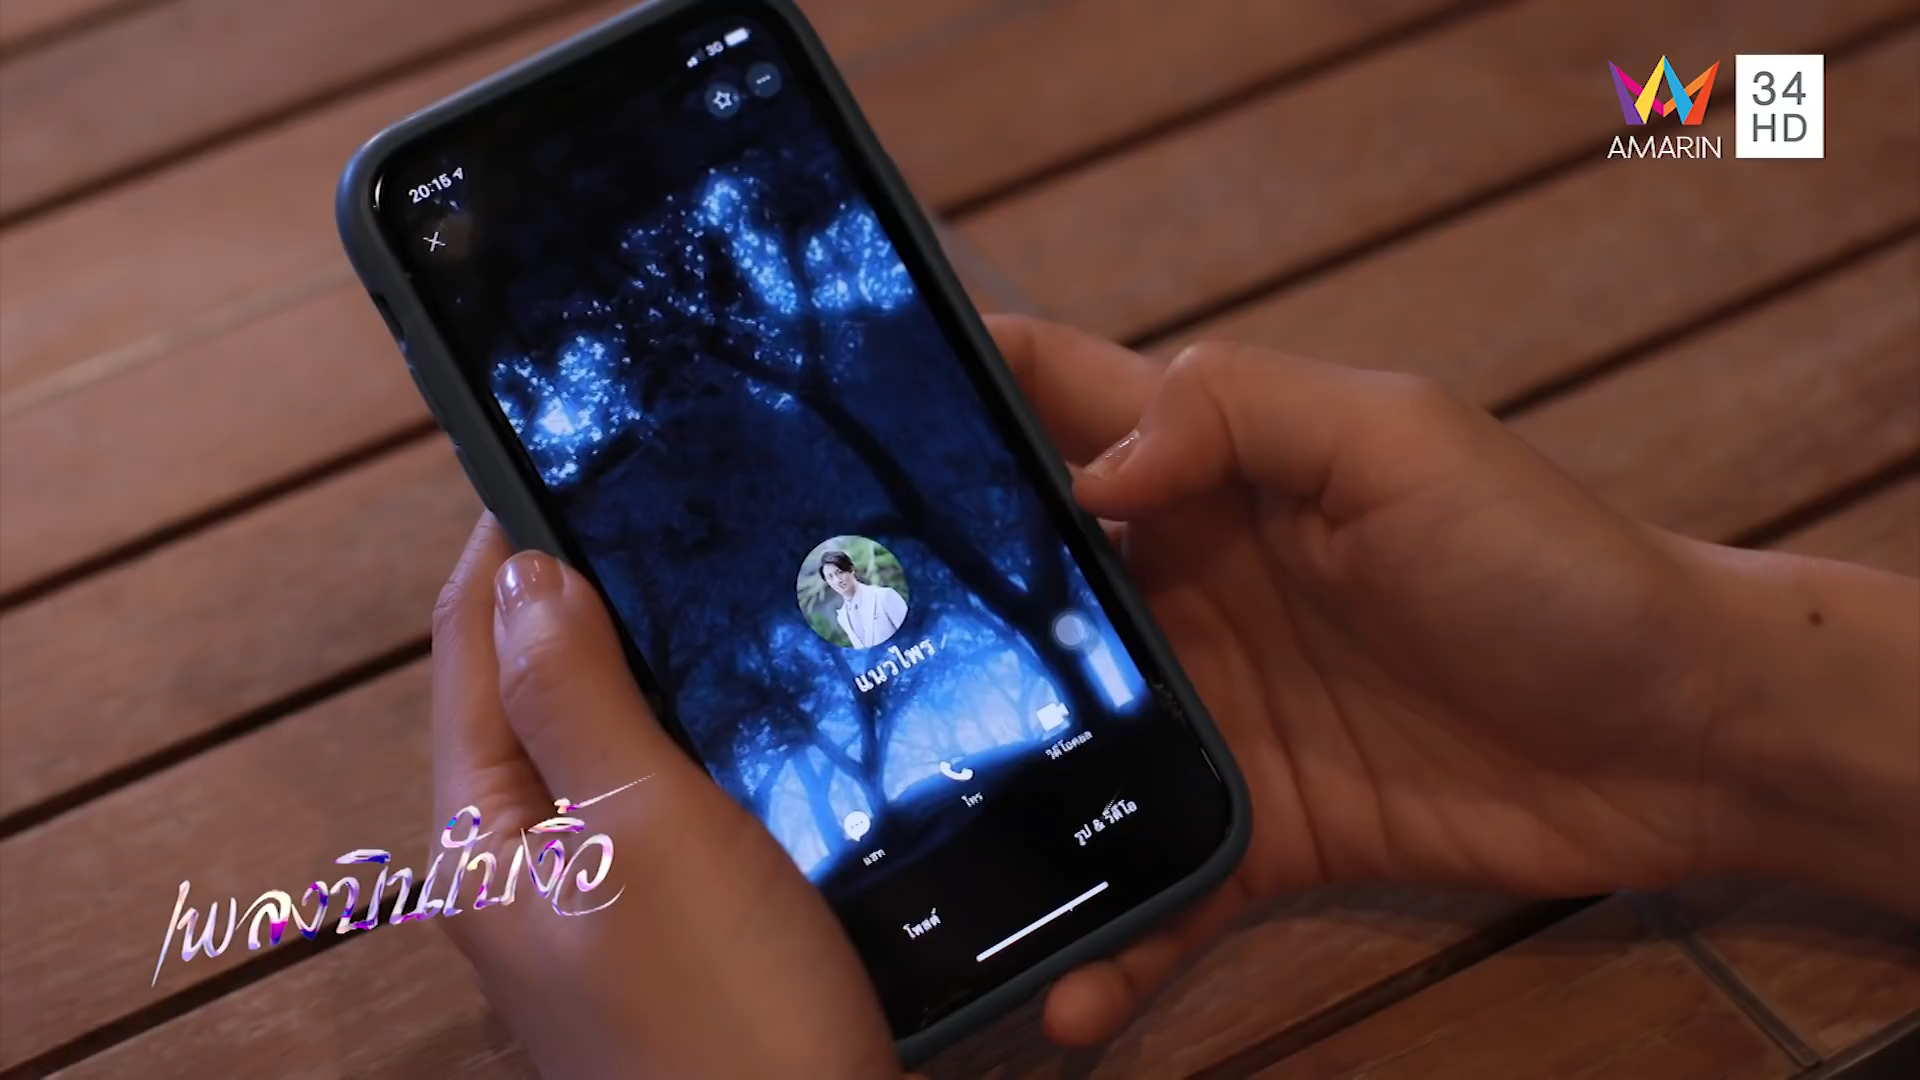 AMARIN
34
HD
3G
20:15
แนวไพร
วิดีโอคอล
โทร
แชท
รูป & วิดีโอ
โพสต์
เพลงบินใบงิ้ว